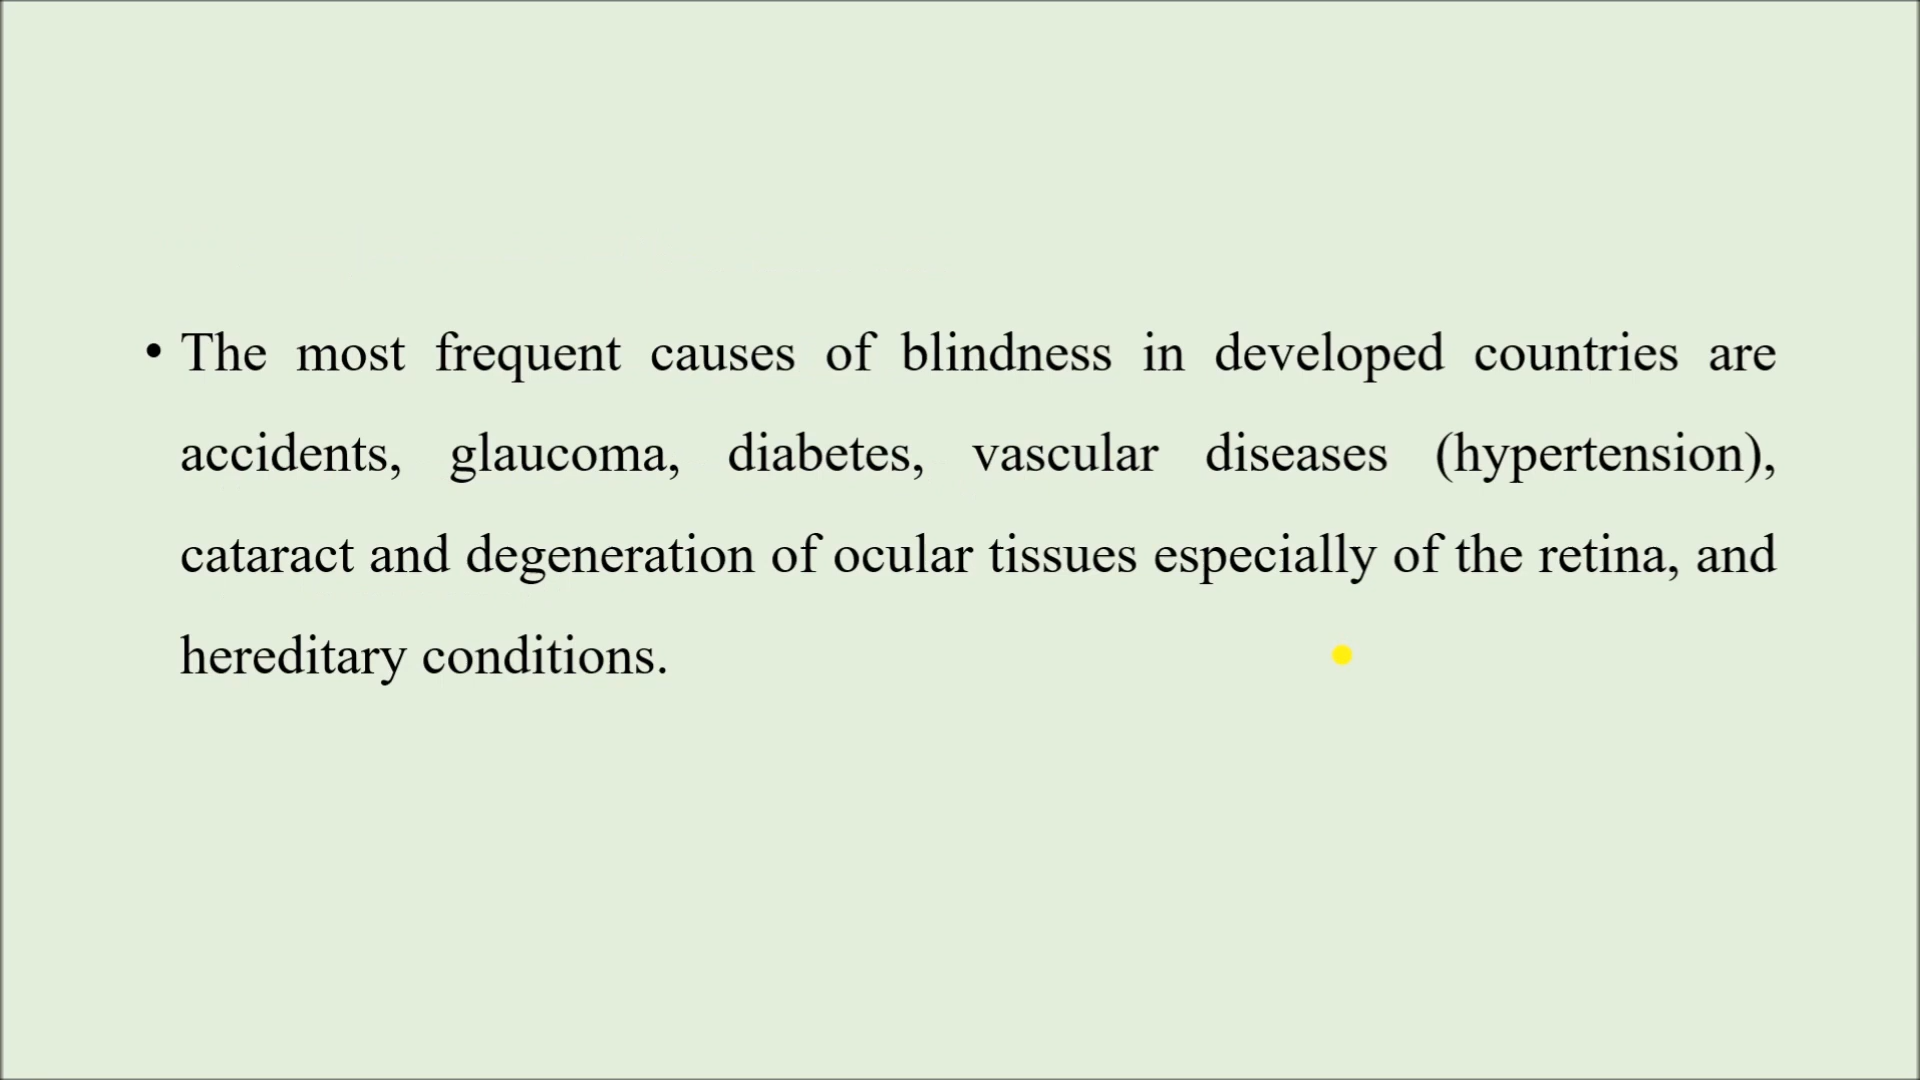 • The most frequent causes of blindness in developed countries are
accidents, glaucoma, diabetes, vascular diseases (hypertension),
cataract and degeneration of ocular tissues especially of the retina, and
hereditary conditions.